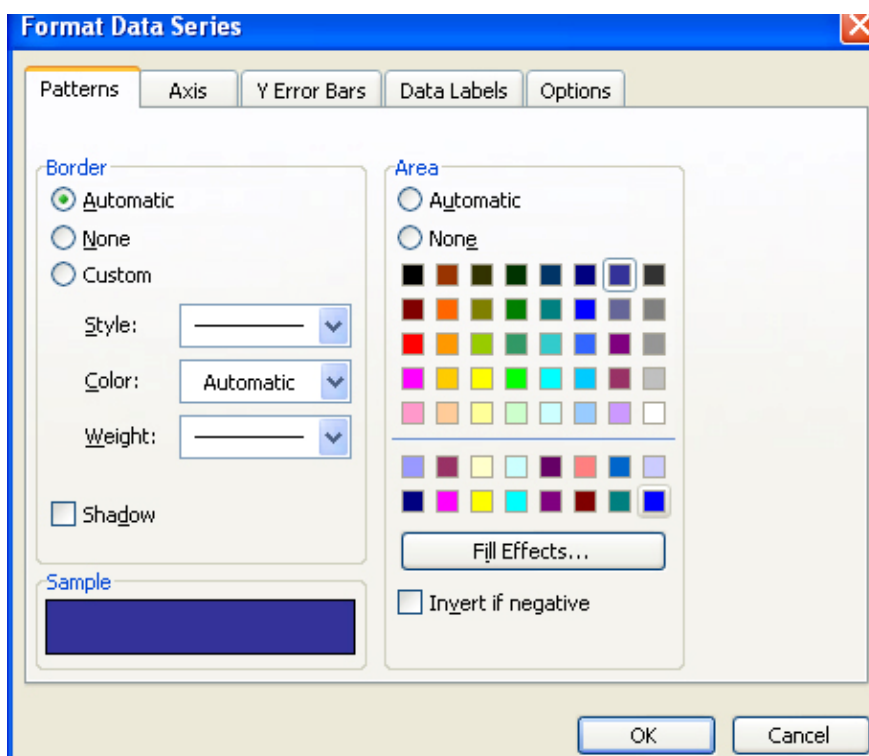 Format Data Series
Patterns Axis Y Error Bars Data Labels Options
Border
Automatic
None
Custom
Style:
Color: Automatic
Weight:
Shadow
Sample
Area
Automatic
None
Fill Effects...
Invert if negative
OK Cancel